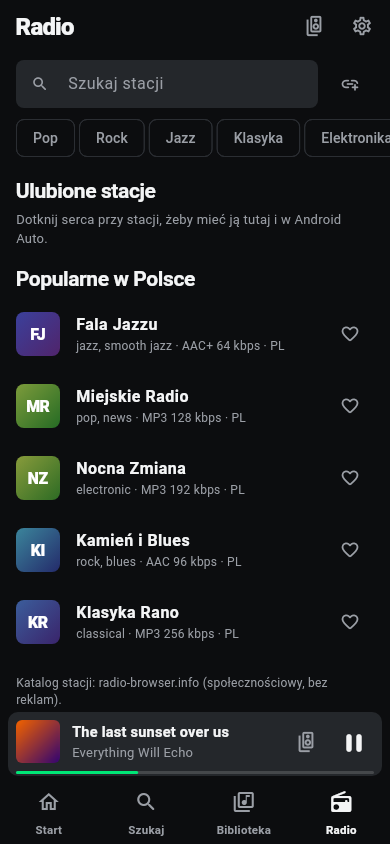 Radio
Szukaj stacji
Pop Rock Jazz Klasyka Elektronika
Ulubione stacje
Dotknij serca przy stacji, żeby mieć ją tutaj i w Android
Auto.
Popularne w Polsce
FJ
Fala Jazzu
jazz, smooth jazz · AAC+ 64 kbps · PL
MR
Miejskie Radio
pop, news · MP3 128 kbps · PL
NZ
Nocna Zmiana
electronic · MP3 192 kbps · PL
KI
Kamień i Blues
rock, blues · AAC 96 kbps · PL
KR
Klasyka Rano
classical · MP3 256 kbps · PL
Katalog stacji: radio-browser.info (społecznościowy, bez
reklam).
The last sunset over us
Everything Will Echo
Start Szukaj Biblioteka Radio